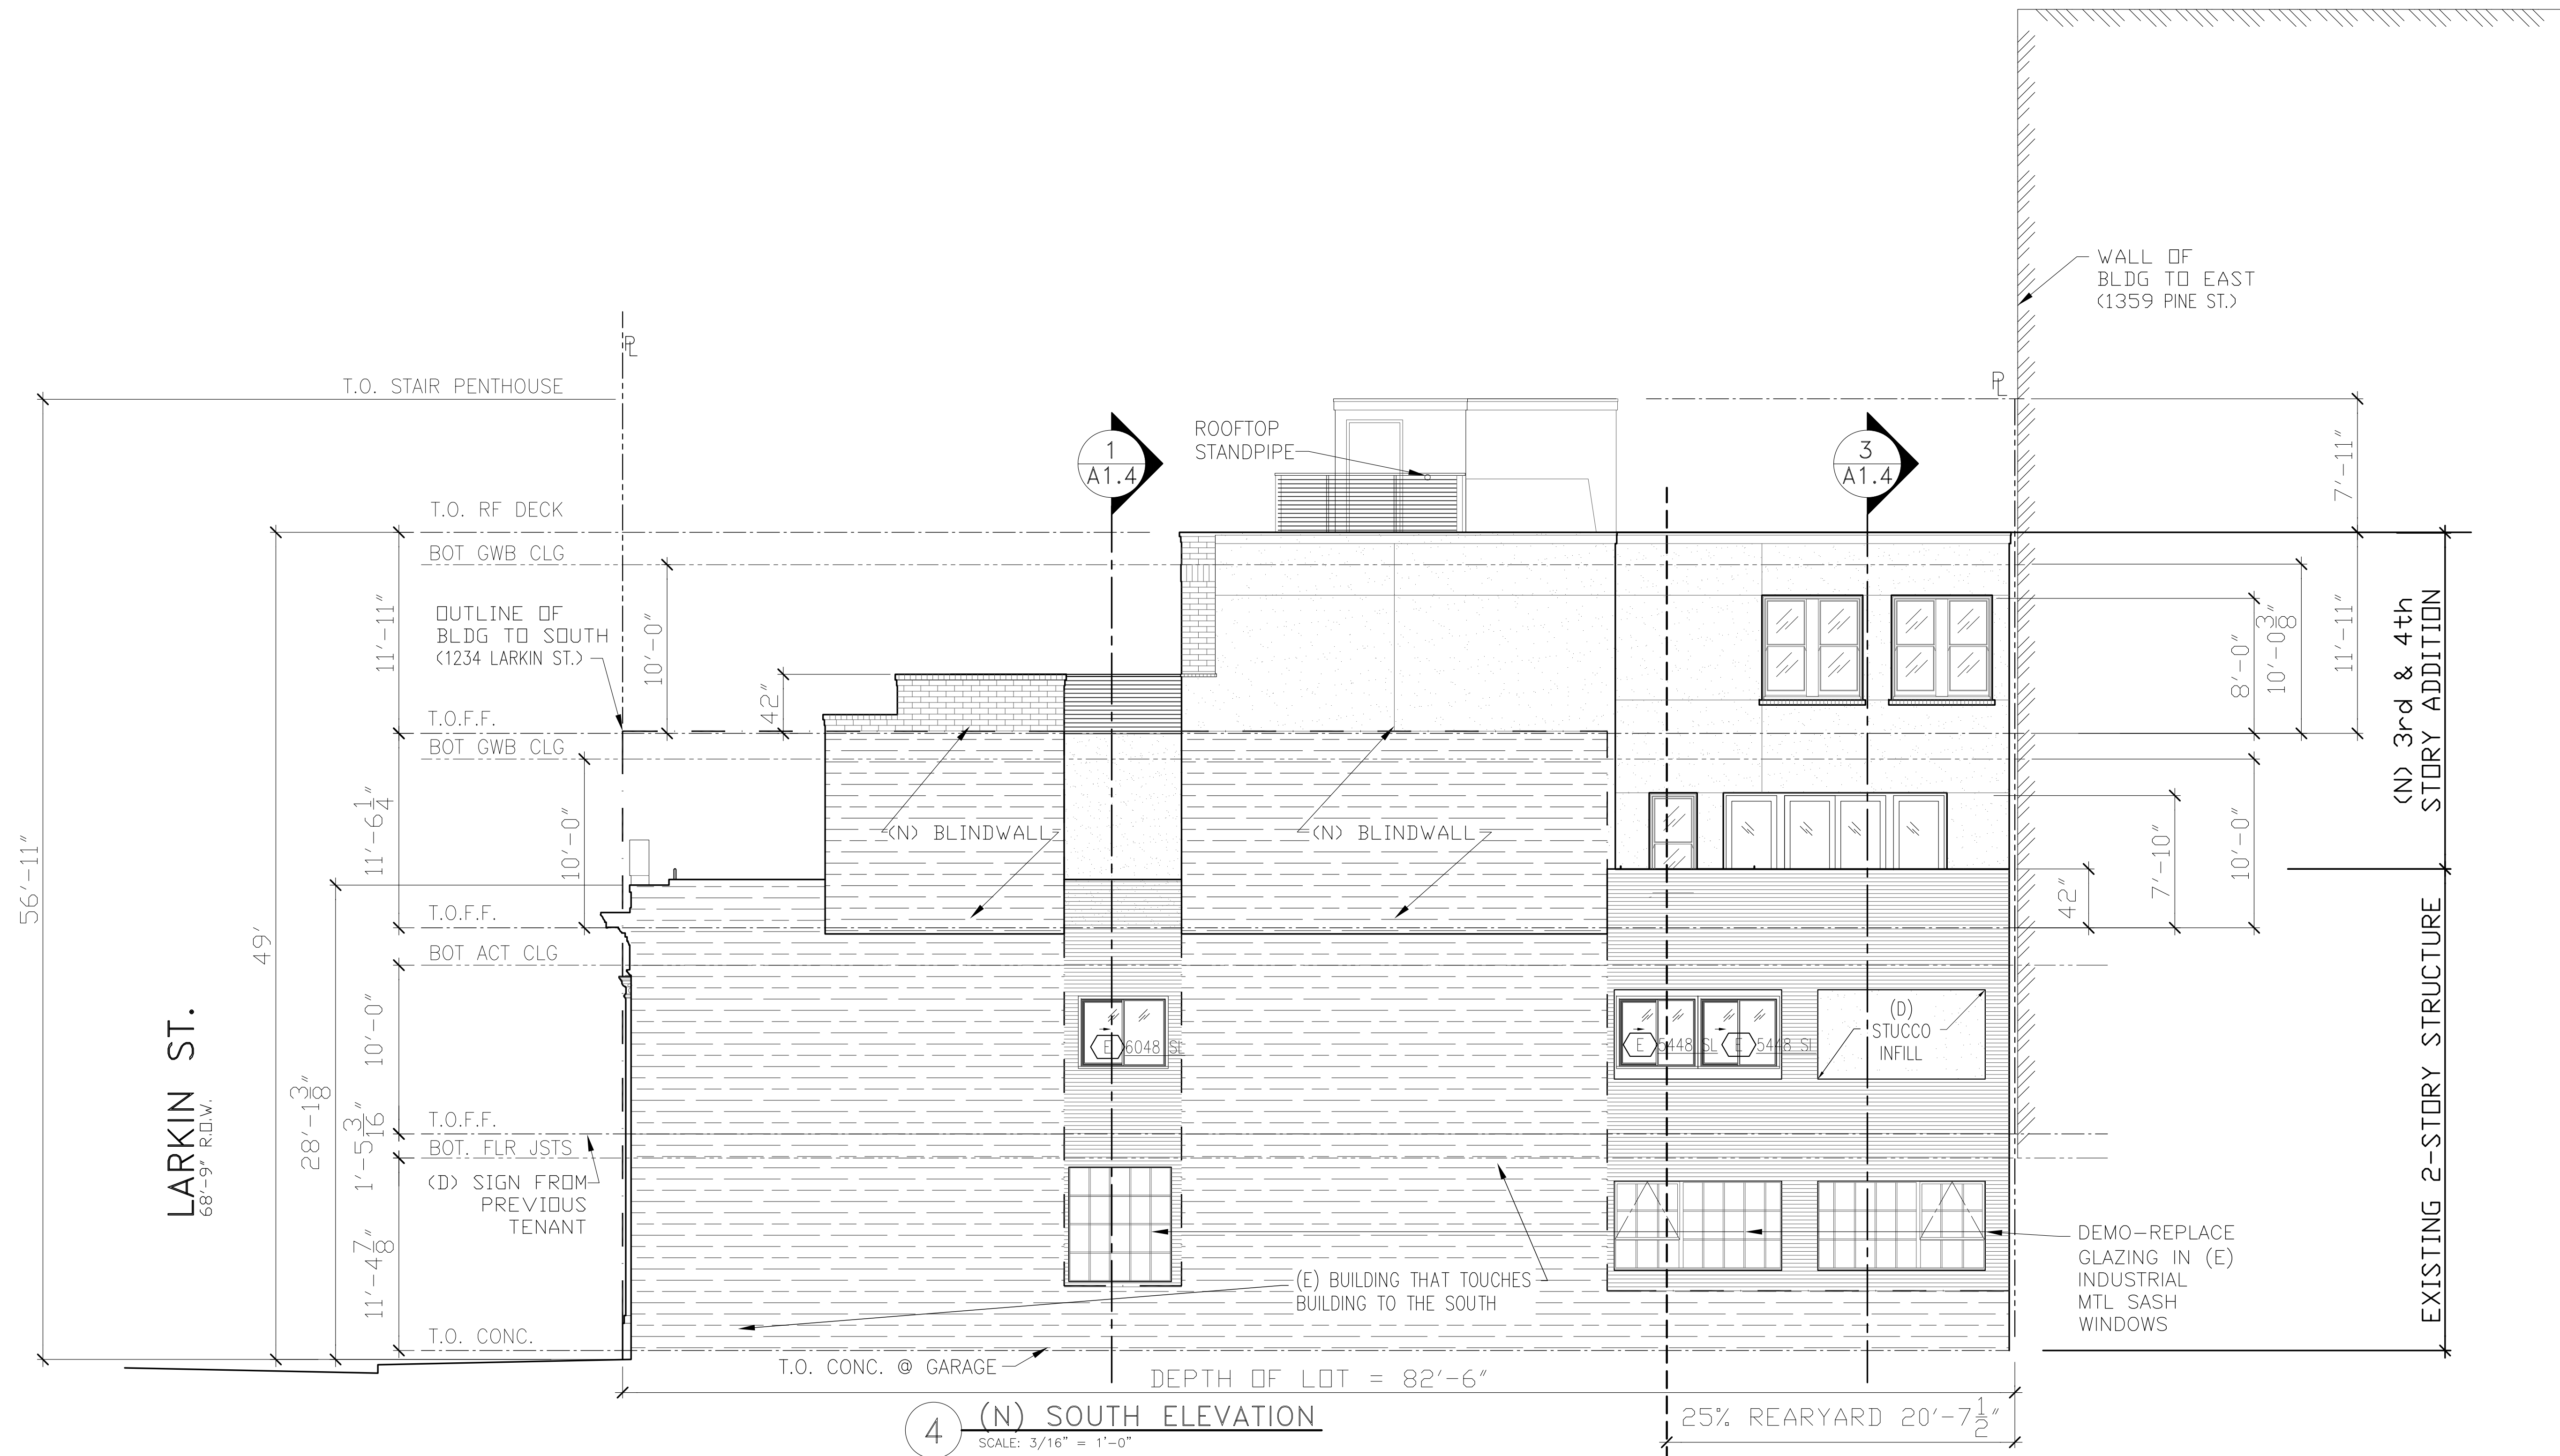 WALL OF
BLDG TO EAST
(1359 PINE ST.)
PL
PL
T.O. STAIR PENTHOUSE
ROOFTOP
STANDPIPE
1
A1.4
3
A1.4
7'-11"
T.O. RF DECK
BOT GWB CLG
OUTLINE OF
BLDG TO SOUTH
(1234 LARKIN ST.)
11'-11"
10'-0"
42"
T.O.F.F.
BOT GWB CLG
(N) BLINDWALL
(N) BLINDWALL
11'-6 1/4"
10'-0"
T.O.F.F.
BOT ACT CLG
56'-11"
49'
28'-1 3/8"
10'-0"
1'-5 3/16"
11'-4 7/8"
T.O.F.F.
BOT. FLR JSTS
(D) SIGN FROM
PREVIOUS
TENANT
T.O. CONC.
LARKIN ST.
68'-9" R.O.W.
8'-0"
10'-0 3/8"
11'-11"
(N) 3rd & 4th
STORY ADDITION
42"
7'-10"
10'-0"
EXISTING 2-STORY STRUCTURE
E 6048 SL
E 5448 SL
E 5448 SL
(D)
STUCCO
INFILL
(E) BUILDING THAT TOUCHES
BUILDING TO THE SOUTH
DEMO-REPLACE
GLAZING IN (E)
INDUSTRIAL
MTL SASH
WINDOWS
T.O. CONC. @ GARAGE
DEPTH OF LOT = 82'-6"
25% REARYARD 20'-7 1/2"
4
(N) SOUTH ELEVATION
SCALE: 3/16" = 1'-0"